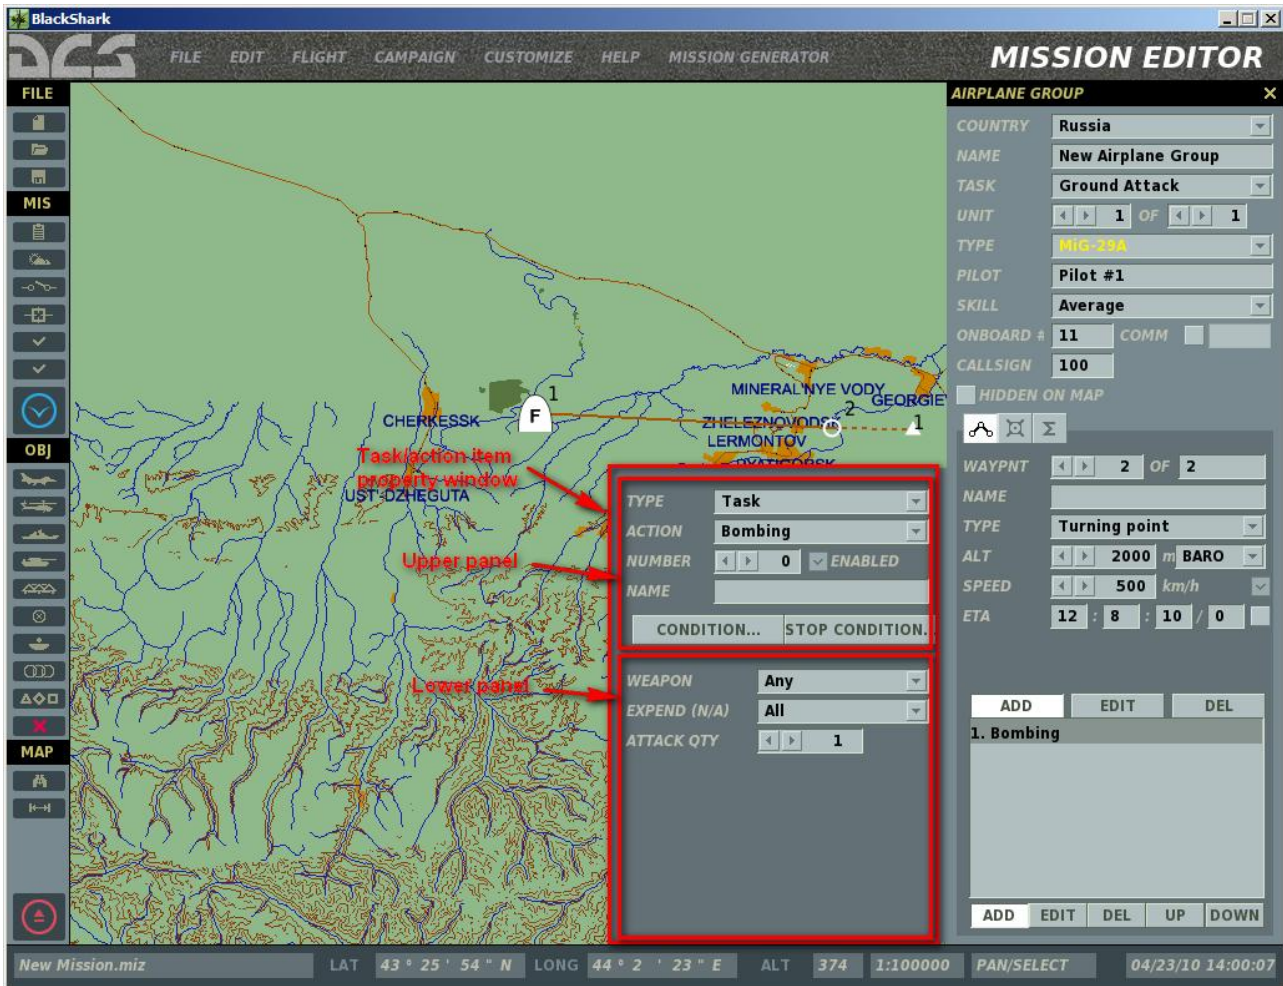 BlackShark
DCS
FILE EDIT FLIGHT CAMPAIGN CUSTOMIZE HELP MISSION GENERATOR
MISSION EDITOR
FILE
MIS
OBJ
MAP
MINERAL'NYE VODY
GEORGIE
CHERKESSK
ZHELEZNOVODSK
LERMONTOV
PYATIGORSK
UST'-DZHEGUTA
F
1
2
1
Task/action item
property window
Upper panel
Lower panel
TYPE Task
ACTION Bombing
NUMBER 0 ENABLED
NAME
CONDITION... STOP CONDITION.
WEAPON Any
EXPEND (N/A) All
ATTACK QTY 1
AIRPLANE GROUP
COUNTRY Russia
NAME New Airplane Group
TASK Ground Attack
UNIT 1 OF 1
TYPE MiG-29A
PILOT Pilot #1
SKILL Average
ONBOARD # 11 COMM
CALLSIGN 100
HIDDEN ON MAP
Σ
WAYPNT 2 OF 2
NAME
TYPE Turning point
ALT 2000 m BARO
SPEED 500 km/h
ETA 12 : 8 : 10 / 0
ADD EDIT DEL
1. Bombing
ADD EDIT DEL UP DOWN
New Mission.miz LAT 43 ° 25 ' 54 " N LONG 44 ° 2 ' 23 " E ALT 374 1:100000 PAN/SELECT 04/23/10 14:00:07